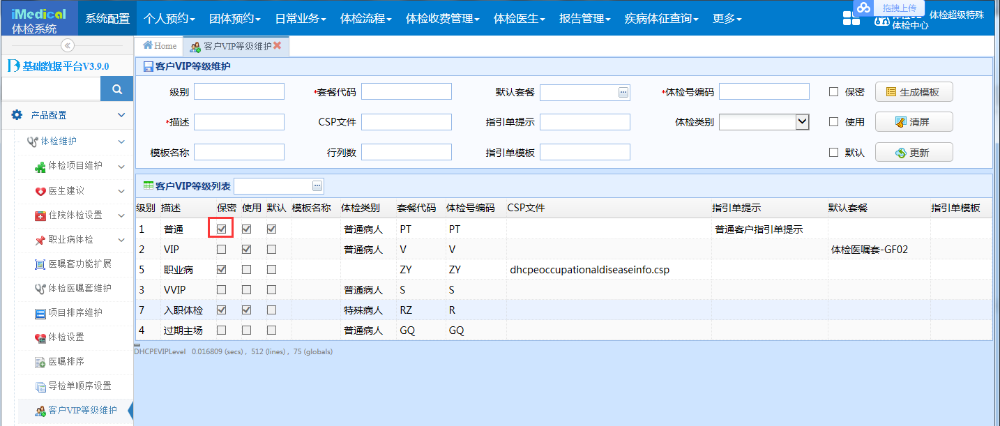 iMedical
体检系统
系统配置 个人预约 团体预约 日常业务 体检流程 体检收费管理 体检医生 报告管理 疾病体征查询 更多
拖拽上传
体检超级特殊
体检中心
基础数据平台V3.9.0
产品配置
体检维护
体检项目维护
医生建议
住院体检设置
职业病体检
医嘱套功能扩展
体检医嘱套维护
项目排序维护
体检设置
医嘱排序
导检单顺序设置
客户VIP等级维护
Home 客户VIP等级维护
客户VIP等级维护
级别 *套餐代码 默认套餐 *体检号编码 保密 生成模板
*描述 CSP文件 指引单提示 体检类别 使用 清屏
模板名称 行列数 指引单模板 默认 更新
客户VIP等级列表
级别 描述 保密 使用 默认 模板名称 体检类别 套餐代码 体检号编码 CSP文件 指引单提示 默认套餐 指引单模板
1 普通 普通病人 PT PT 普通客户指引单提示
2 VIP 普通病人 V V 体检医嘱套-GF02
5 职业病 ZY ZY dhcpeoccupationaldiseaseinfo.csp
3 VVIP 普通病人 S S
7 入职体检 特殊病人 RZ R
4 过期主场 普通病人 GQ GQ
DHCPEVIPLevel 0.016809 (secs) , 512 (lines) , 75 (globals)